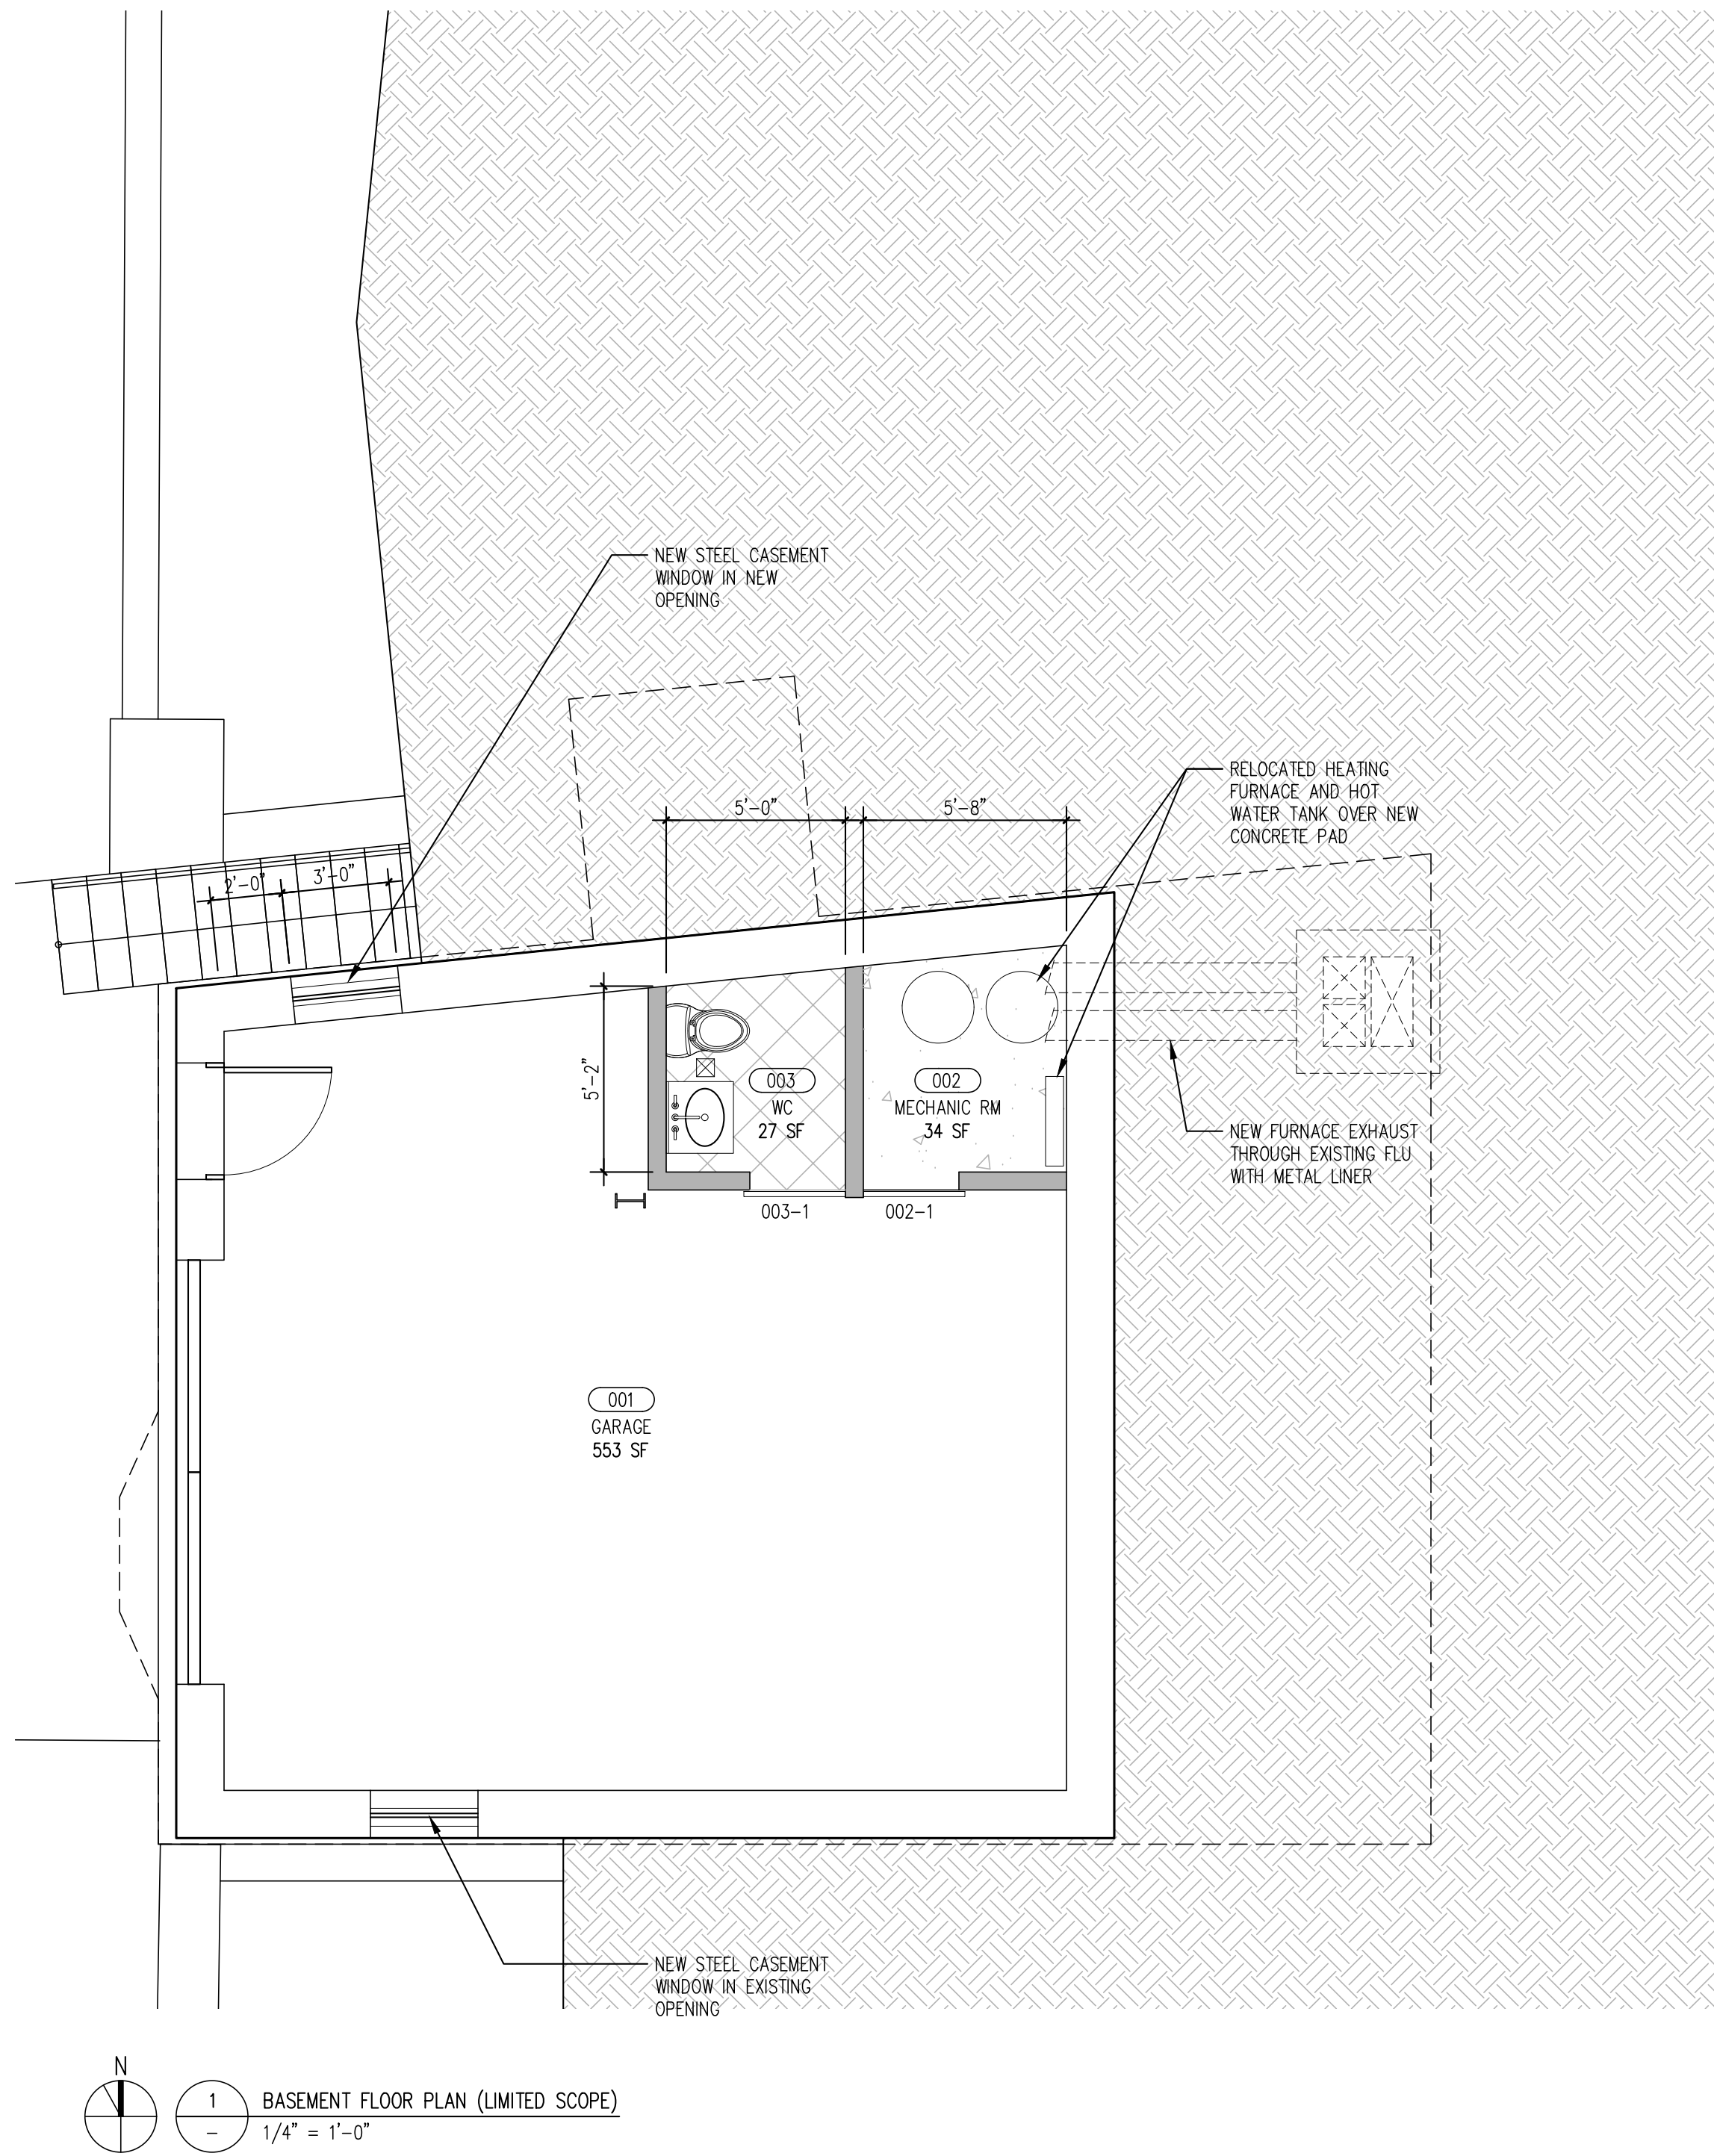 NEW STEEL CASEMENT
WINDOW IN NEW
OPENING
RELOCATED HEATING
FURNACE AND HOT
WATER TANK OVER NEW
CONCRETE PAD
5'-0"
5'-8"
2'-0"
3'-0"
5'-2"
003
WC
27 SF
002
MECHANIC RM
34 SF
NEW FURNACE EXHAUST
THROUGH EXISTING FLU
WITH METAL LINER
003-1
002-1
001
GARAGE
553 SF
NEW STEEL CASEMENT
WINDOW IN EXISTING
OPENING
N
1
BASEMENT FLOOR PLAN (LIMITED SCOPE)
-
1/4" = 1'-0"